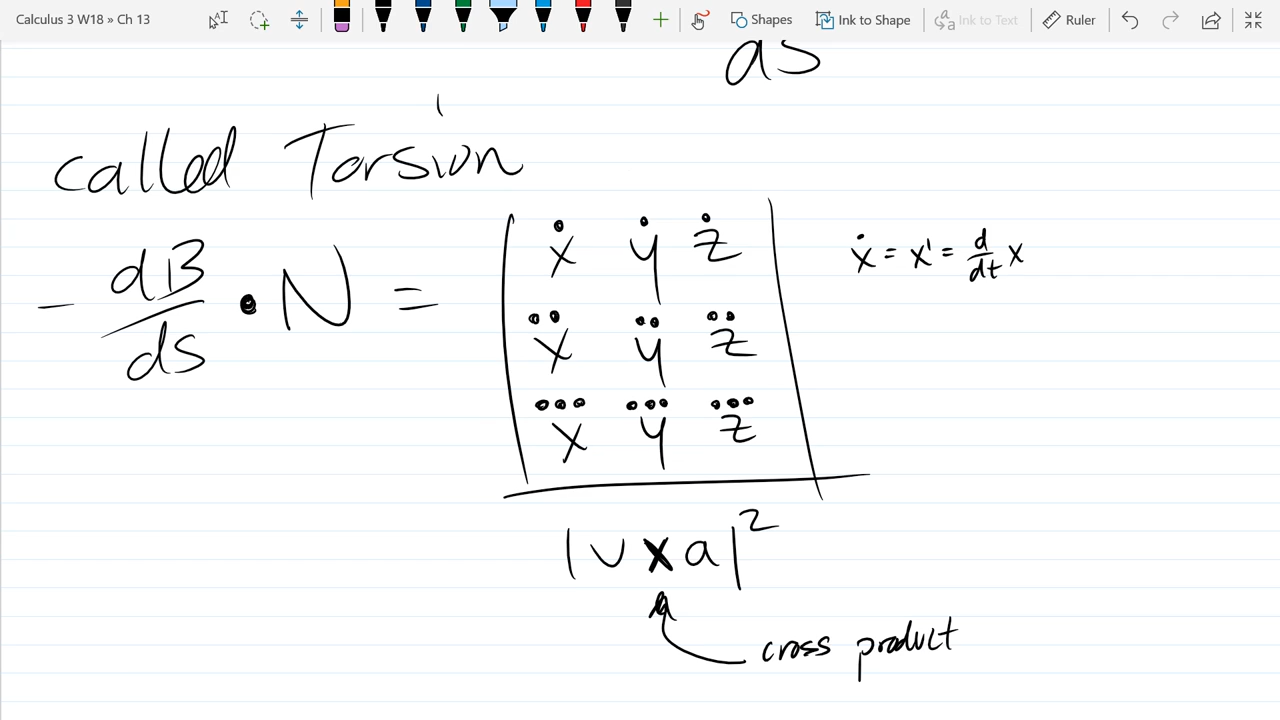 Calculus 3 W18 » Ch 13
Shapes
Ink to Shape
Ink to Text
Ruler
ds
called Torsion
- dB/ds • N = | ẋ ẏ ż |
| ẍ ÿ z̈ |
| x⃛ y⃛ z⃛ |
ẋ = x' = d/dt x
|v × a|²
cross product